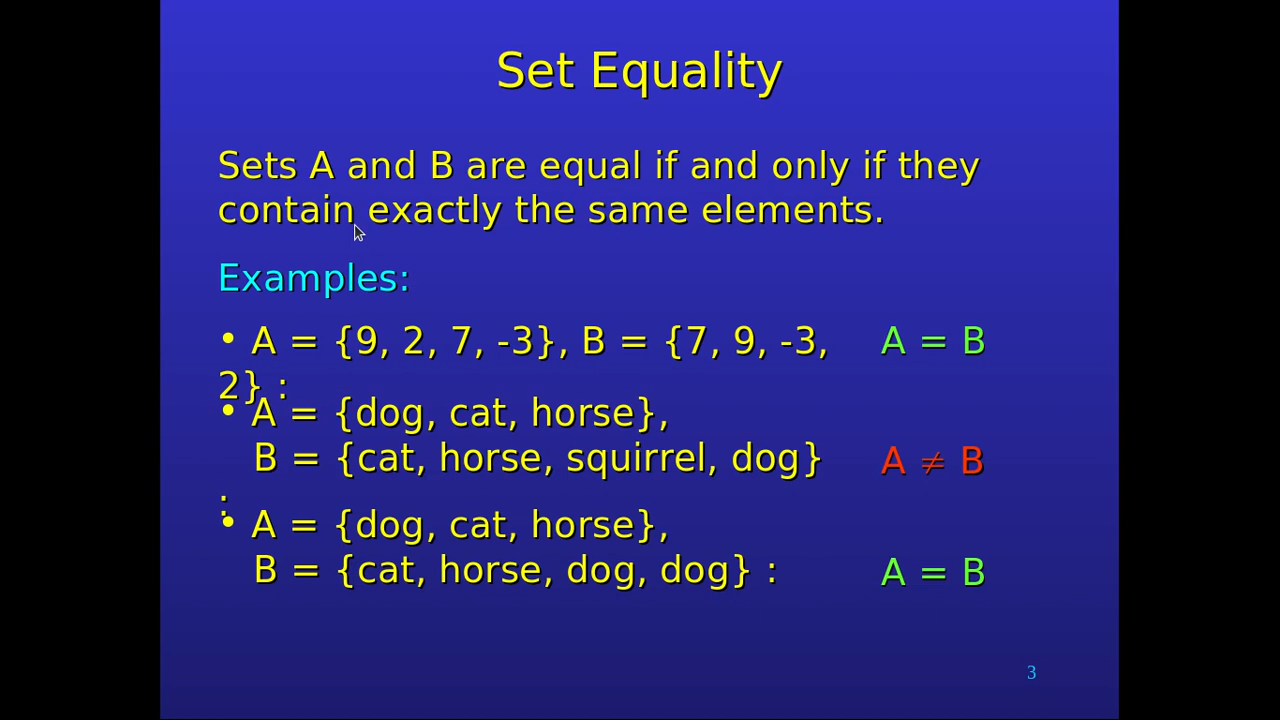 Set Equality
Sets A and B are equal if and only if they
contain exactly the same elements.
Examples:
• A = {9, 2, 7, -3}, B = {7, 9, -3, A = B
2} :
• A = {dog, cat, horse},
B = {cat, horse, squirrel, dog} A ≠ B
:
• A = {dog, cat, horse},
B = {cat, horse, dog, dog} : A = B
3